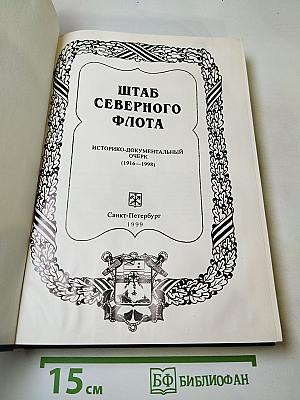 ШТАБ
СЕВЕРНОГО
ФЛОТА
ИСТОРИКО-ДОКУМЕНТАЛЬНЫЙ
ОЧЕРК
(1916—1998)
Санкт-Петербург
1999
15 см
БФ БИБЛИОФАН